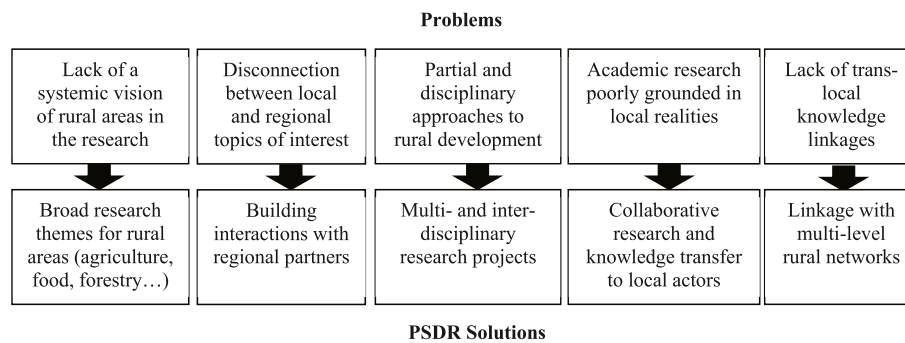 Problems
Lack of a
systemic vision
of rural areas in
the research
Disconnection
between local
and regional
topics of interest
Partial and
disciplinary
approaches to
rural development
Academic research
poorly grounded in
local realities
Lack of trans-
local
knowledge
linkages
Broad research
themes for rural
areas (agriculture,
food, forestry…)
Building
interactions with
regional partners
Multi- and inter-
disciplinary
research projects
Collaborative
research and
knowledge transfer
to local actors
Linkage with
multi-level
rural networks
PSDR Solutions